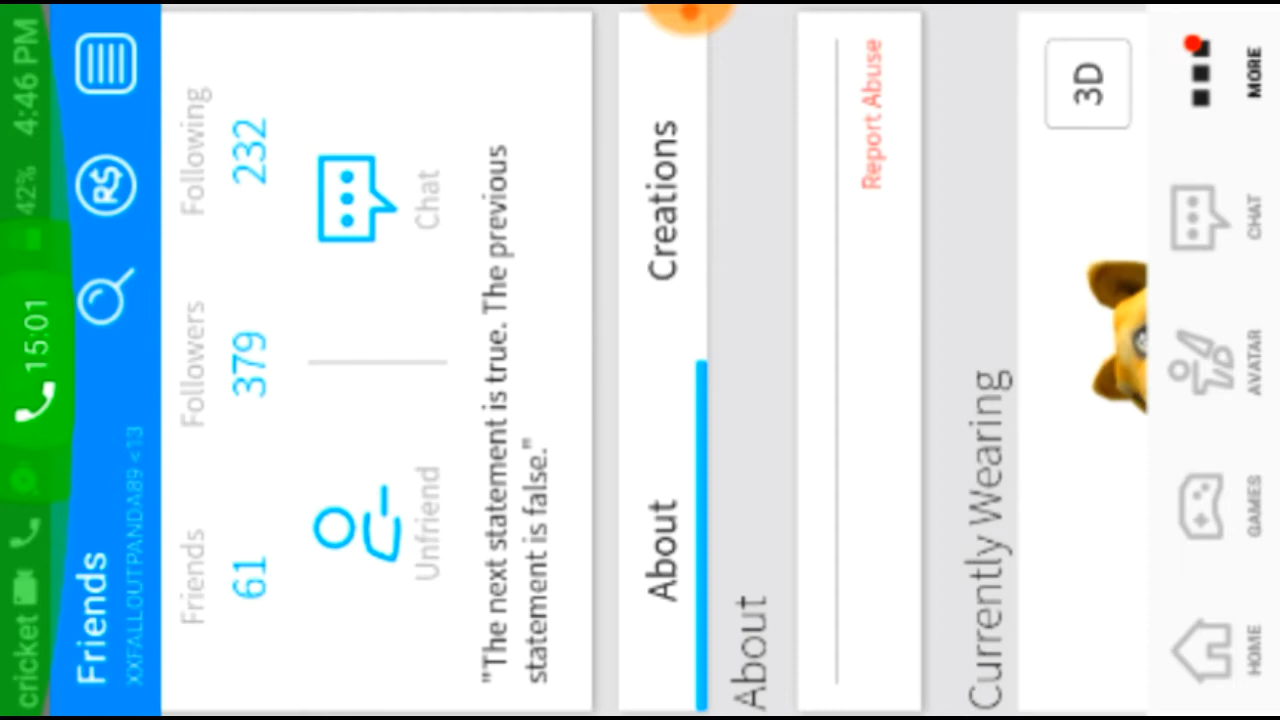 cricket 15:01 42% 4:46 PM
Friends
XXFALLOUTPANDA89 <13
R$
Friends Followers Following
61 379 232
Unfriend Chat
"The next statement is true. The previous
statement is false."
About Creations
About
Report Abuse
Currently Wearing
3D
HOME GAMES AVATAR CHAT MORE